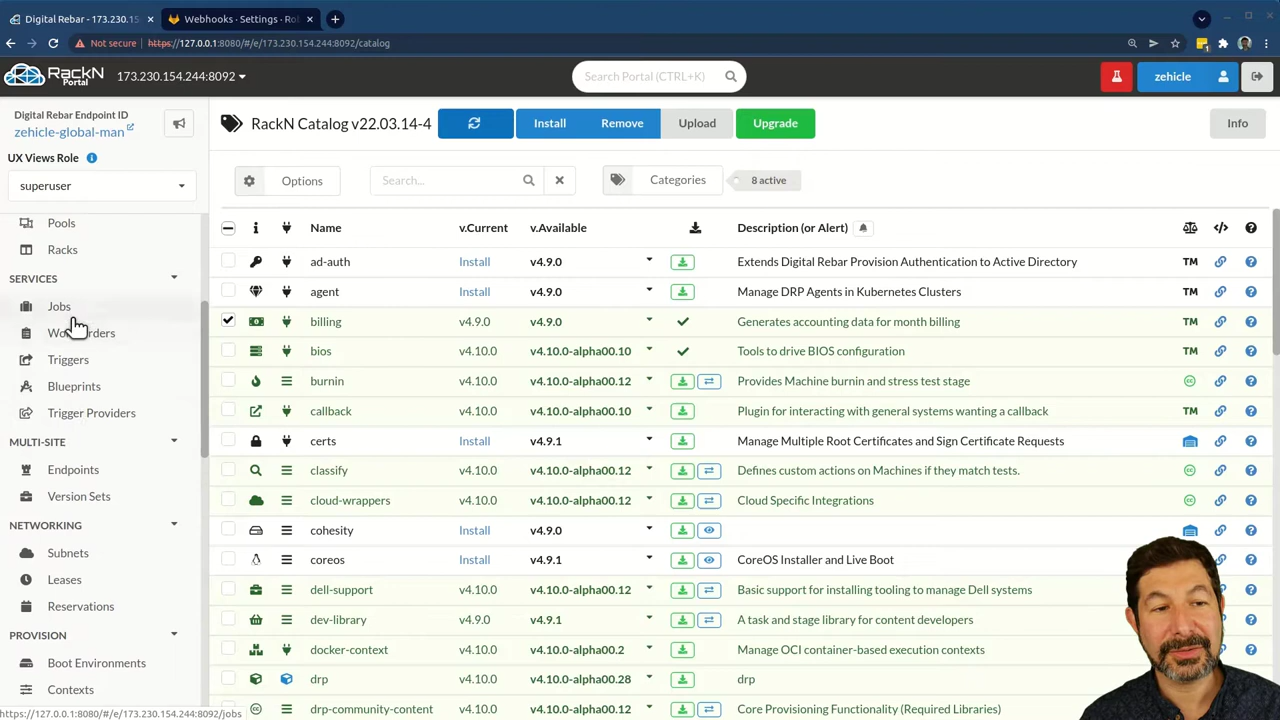 Digital Rebar - 173.230.15
Webhooks · Settings · Ro
Not secure https://127.0.0.1:8080/#/e/173.230.154.244:8092/catalog
RackN Portal
173.230.154.244:8092
Search Portal (CTRL+K)
zehicle
Digital Rebar Endpoint ID
zehicle-global-man
UX Views Role
superuser
Pools
Racks
SERVICES
Jobs
Work Orders
Triggers
Blueprints
Trigger Providers
MULTI-SITE
Endpoints
Version Sets
NETWORKING
Subnets
Leases
Reservations
PROVISION
Boot Environments
Contexts
https://127.0.0.1:8080/#/e/173.230.154.244:8092/jobs
RackN Catalog v22.03.14-4
Install
Remove
Upload
Upgrade
Info
Options
Search...
Categories
8 active
Name v.Current v.Available Description (or Alert)
ad-auth Install v4.9.0 Extends Digital Rebar Provision Authentication to Active Directory TM
agent Install v4.9.0 Manage DRP Agents in Kubernetes Clusters TM
billing v4.9.0 v4.9.0 Generates accounting data for month billing TM
bios v4.10.0 v4.10.0-alpha00.10 Tools to drive BIOS configuration TM
burnin v4.10.0 v4.10.0-alpha00.12 Provides Machine burnin and stress test stage
callback v4.10.0 v4.10.0-alpha00.10 Plugin for interacting with general systems wanting a callback TM
certs Install v4.9.1 Manage Multiple Root Certificates and Sign Certificate Requests
classify v4.10.0 v4.10.0-alpha00.12 Defines custom actions on Machines if they match tests.
cloud-wrappers v4.10.0 v4.10.0-alpha00.12 Cloud Specific Integrations
cohesity Install v4.9.0
coreos Install v4.9.1 CoreOS Installer and Live Boot
dell-support v4.10.0 v4.10.0-alpha00.12 Basic support for installing tooling to manage Dell systems
dev-library v4.9.0 v4.9.1 A task and stage library for content developers
docker-context v4.10.0 v4.10.0-alpha00.2 Manage OCI container-based execution contexts
drp v4.10.0 v4.10.0-alpha00.28 drp
drp-community-content v4.10.0 v4.10.0-alpha00.12 Core Provisioning Functionality (Required Libraries)